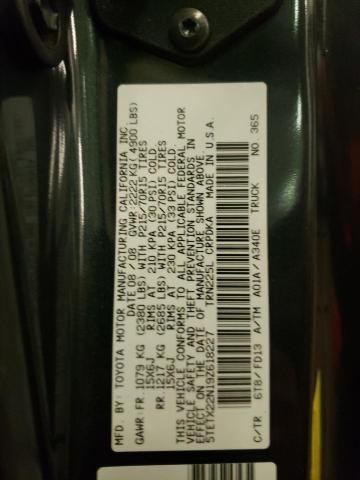 MFD. BY: TOYOTA MOTOR MANUFACTURING CALIFORNIA INC
DATE 08/08 GVWR:2222 KG(4900 LBS)
GAWR:FR.1079 KG (2380 LBS) WITH P215/70R15 TIRES
15X6J RIMS AT 210 KPA (30 PSI) COLD
RR.1217 KG (2685 LBS) WITH P215/70R15 TIRES
15X6J RIMS AT 230 KPA (33 PSI) COLD
THIS VEHICLE CONFORMS TO ALL APPLICABLE FEDERAL MOTOR
VEHICLE SAFETY AND THEFT PREVENTION STANDARDS IN
EFFECT ON THE DATE OF MANUFACTURE SHOWN ABOVE.
5TETX22N19Z618227 TRN225L CRPDKA MADE IN U.S.A.
C/TR 6T8/FD13 A/TM A01A/A340E TRUCK NO 365